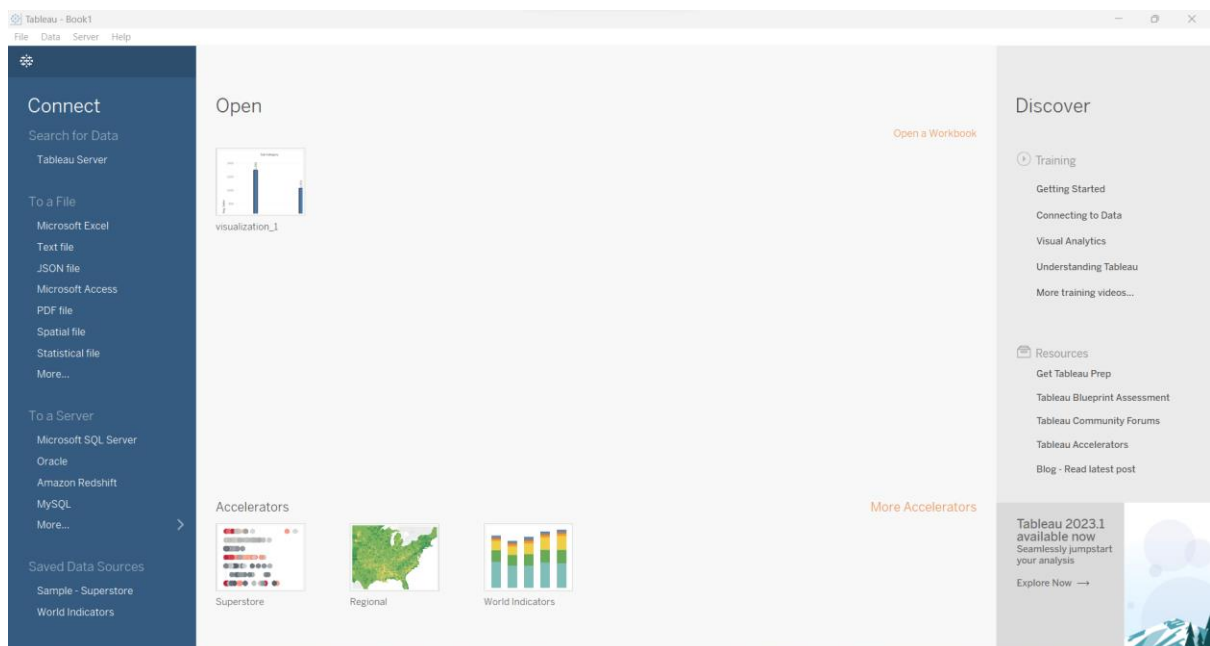 Tableau - Book1
File Data Server Help
Connect
Search for Data
Tableau Server
To a File
Microsoft Excel
Text file
JSON file
Microsoft Access
PDF file
Spatial file
Statistical file
More...
To a Server
Microsoft SQL Server
Oracle
Amazon Redshift
MySQL
More...
Saved Data Sources
Sample - Superstore
World Indicators
Open
Open a Workbook
visualization_1
Accelerators
More Accelerators
Superstore
Regional
World Indicators
Discover
Training
Getting Started
Connecting to Data
Visual Analytics
Understanding Tableau
More training videos...
Resources
Get Tableau Prep
Tableau Blueprint Assessment
Tableau Community Forums
Tableau Accelerators
Blog - Read latest post
Tableau 2023.1
available now
Seamlessly jumpstart
your analysis
Explore Now →